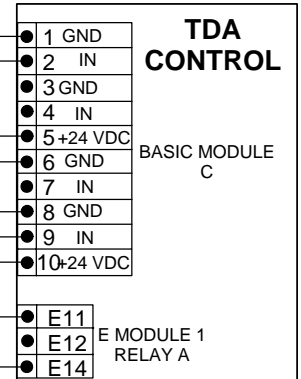 TDA
CONTROL
1 GND
2 IN
3 GND
4 IN
5 +24 VDC
6 GND
7 IN
8 GND
9 IN
10 +24 VDC
BASIC MODULE
C
E11
E12
E14
E MODULE 1
RELAY A